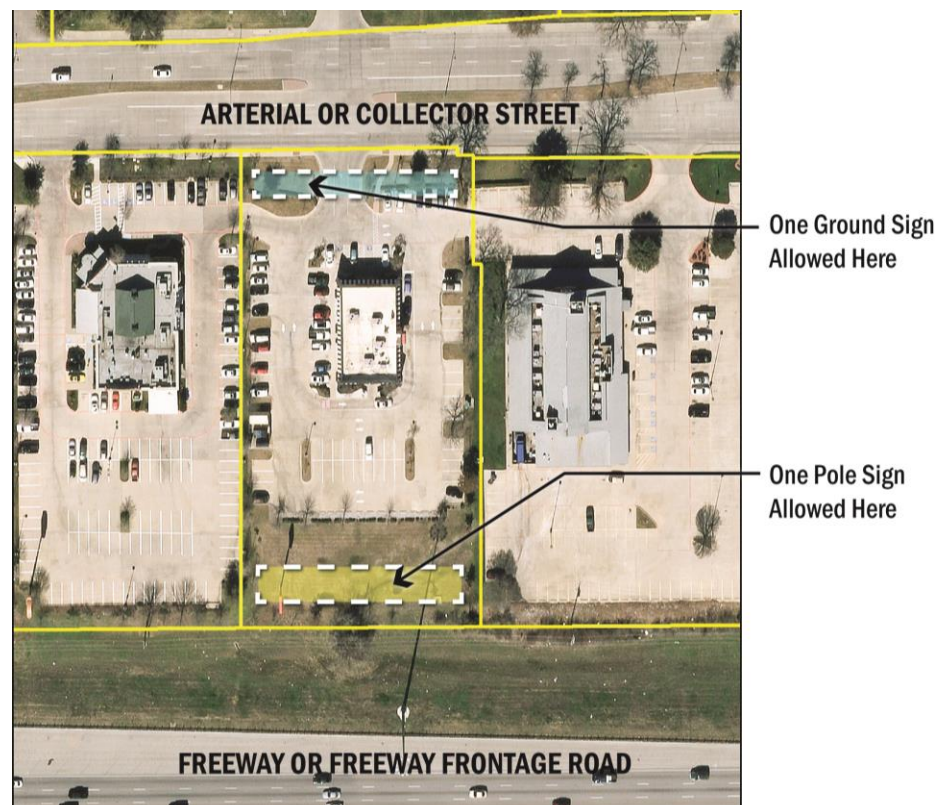 ARTERIAL OR COLLECTOR STREET
One Ground Sign
Allowed Here
One Pole Sign
Allowed Here
FREEWAY OR FREEWAY FRONTAGE ROAD